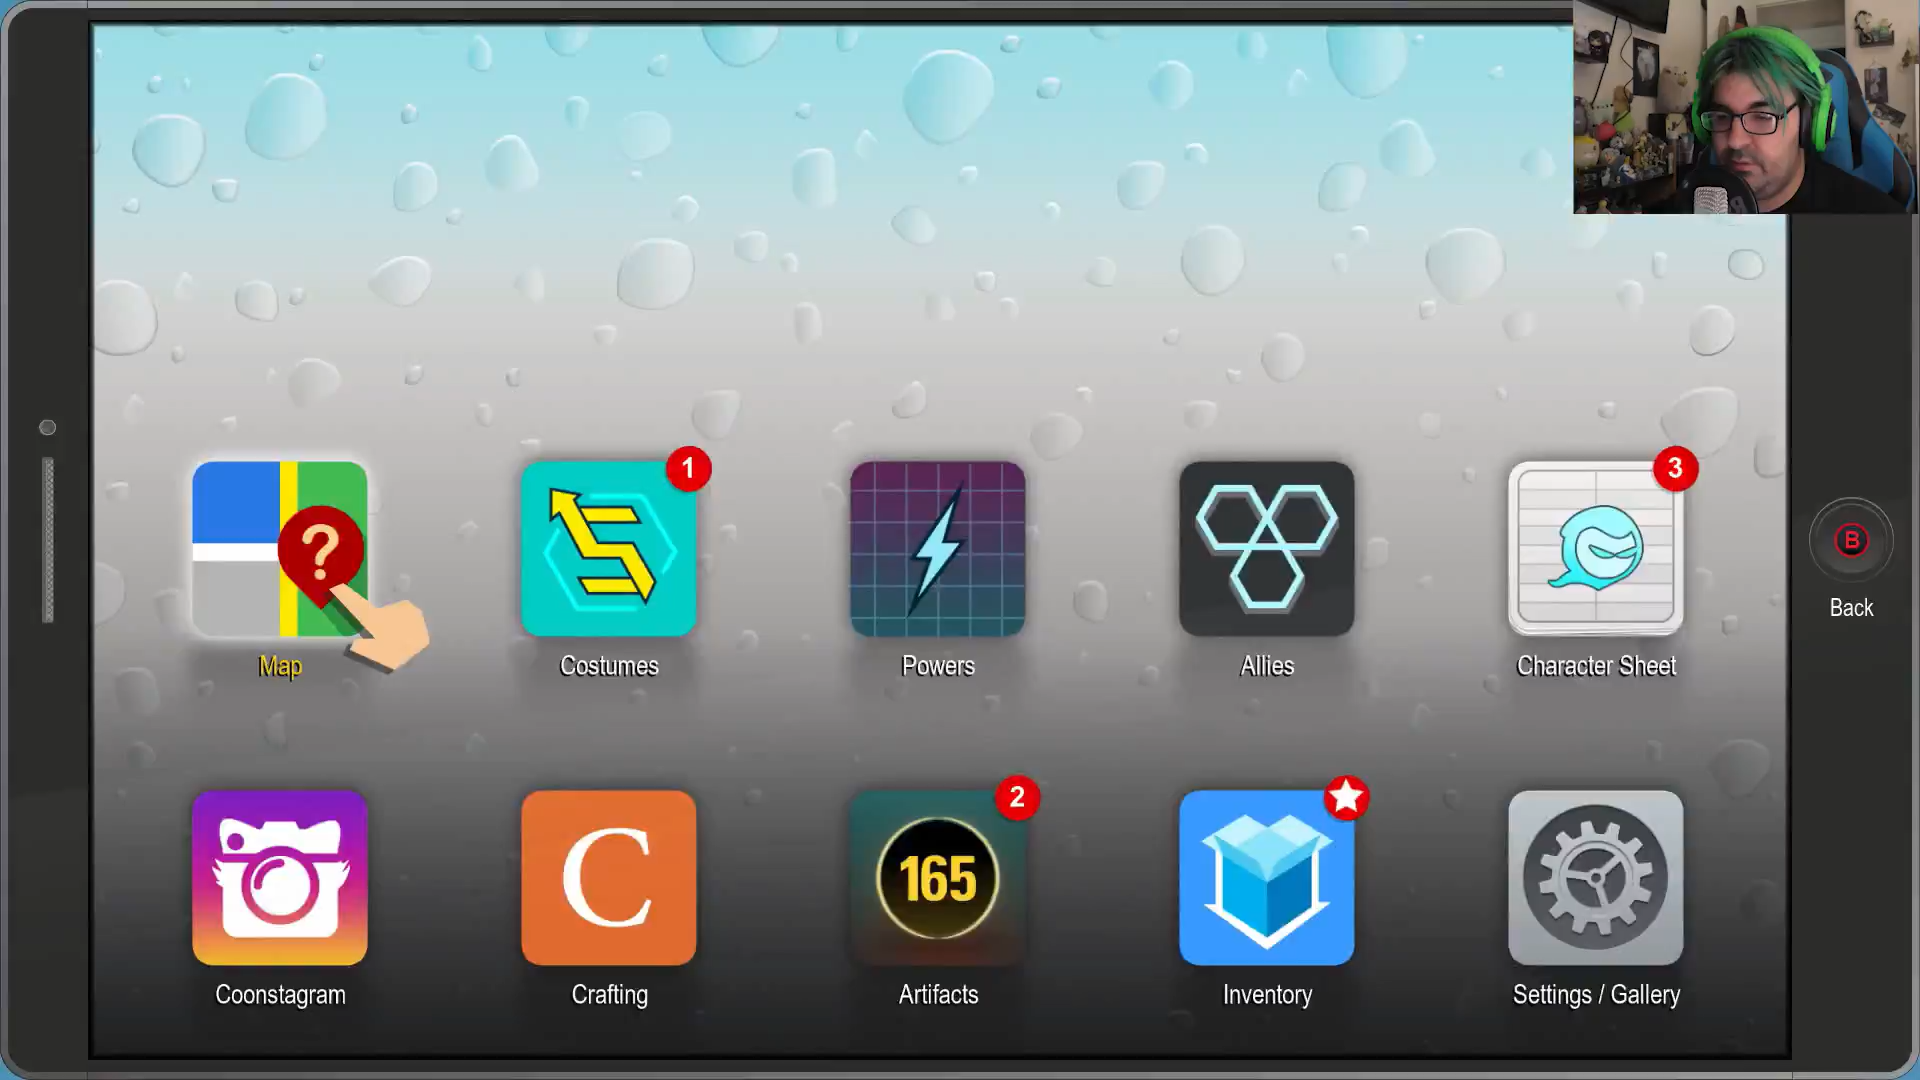 1
3
?
B
Map
Costumes
Powers
Allies
Character Sheet
Back
2
C
165
Coonstagram
Crafting
Artifacts
Inventory
Settings / Gallery